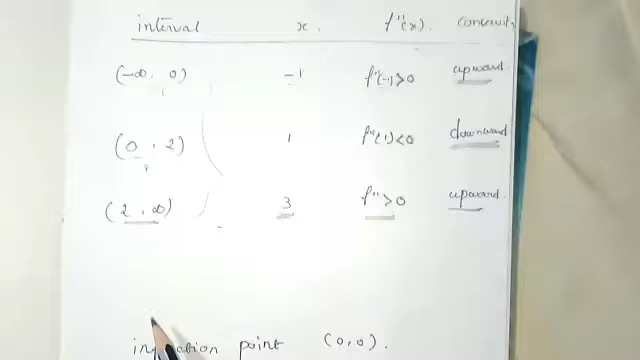 interval x. f''(x). concavity
(-∞, 0) -1 f''(-1)>0 upward
(0, 2) 1 f''(1)<0 downward
(2, ∞) 3 f''>0 upward
point (0,0).